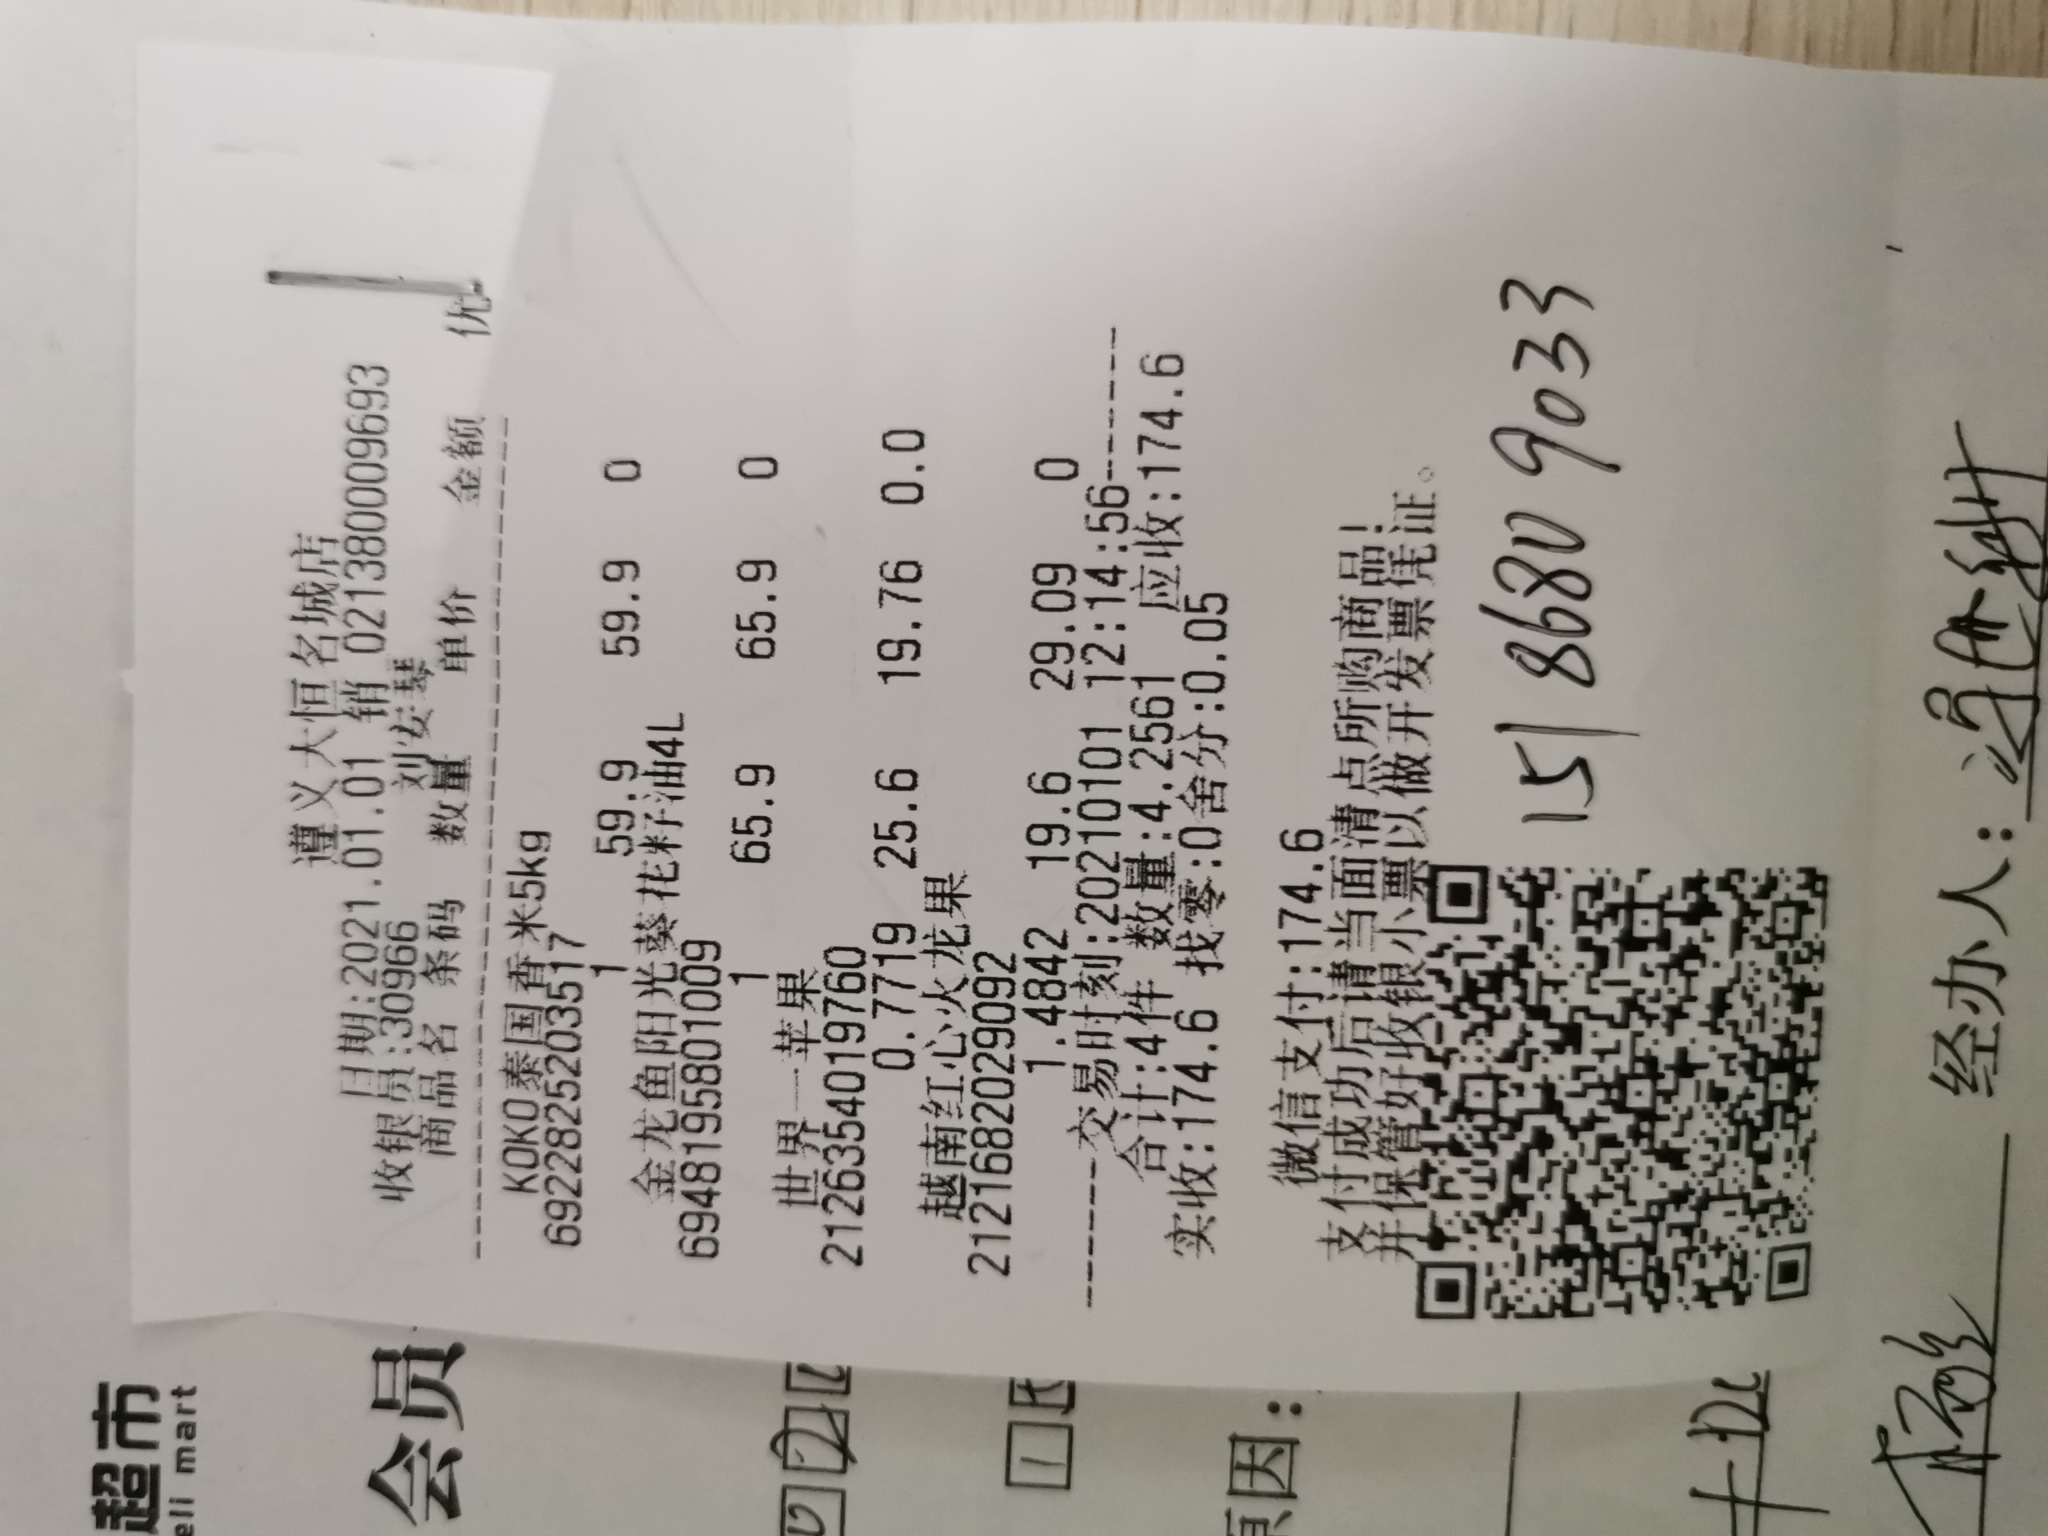 超市
eli mart
会员
遵义大恒名城店
日期:2021.01.01 销 0213800009693
收银员:30966 刘安琴
商品名 条码 数量 单价 金额 优
KOKO泰国香米5kg
6922825203517
1 59.9 59.9 0
金龙鱼阳光葵花籽油4L
6948195801009
1 65.9 65.9 0
世界一苹果
2126354019760
0.7719 25.6 19.76 0.0
越南红心火龙果
2121682029092
1.4842 19.6 29.09 0
------交易时刻:20210101 12:14:56------
合计:4件 数量:4.2561 应收:174.6
实收:174.6 找零:0舍分:0.05
微信支付:174.6
支付成功后请当面清点所购商品!
并保管好收银小票以做开发票凭证。
151 8680 9033
因:
经办人: